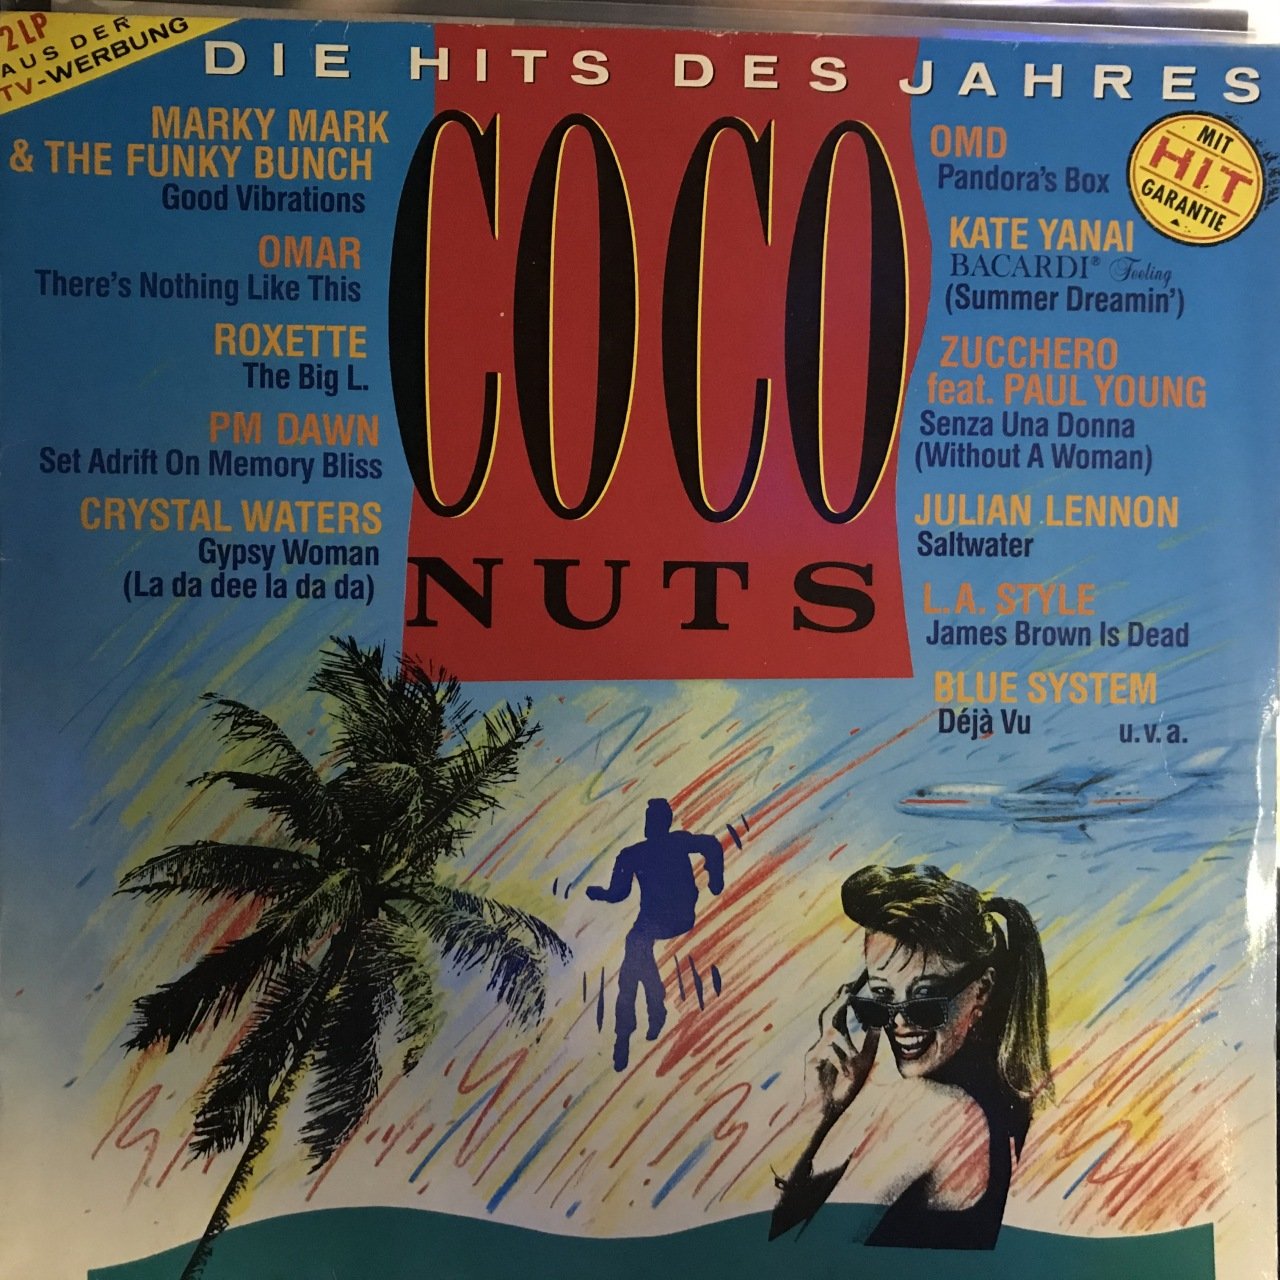 2 LP
AUS DER
TV-WERBUNG
DIE HITS DES JAHRES
COCO
NUTS
MARKY MARK
& THE FUNKY BUNCH
Good Vibrations
OMAR
There's Nothing Like This
ROXETTE
The Big L.
PM DAWN
Set Adrift On Memory Bliss
CRYSTAL WATERS
Gypsy Woman
(La da dee la da da)
OMD
Pandora's Box
MIT
HIT
GARANTIE
KATE YANAI
BACARDI® Feeling
(Summer Dreamin')
ZUCCHERO
feat. PAUL YOUNG
Senza Una Donna
(Without A Woman)
JULIAN LENNON
Saltwater
L.A. STYLE
James Brown Is Dead
BLUE SYSTEM
Déjà Vu
u.v.a.